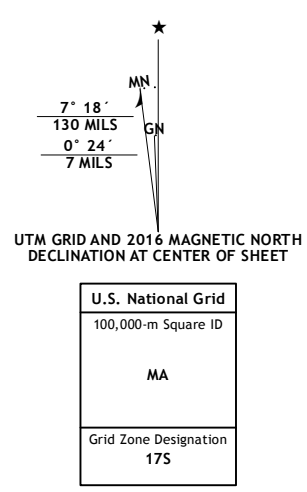 ★
MN
7° 18´
130 MILS
GN
0° 24´
7 MILS
UTM GRID AND 2016 MAGNETIC NORTH
DECLINATION AT CENTER OF SHEET
U.S. National Grid
100,000-m Square ID
MA
Grid Zone Designation
17S